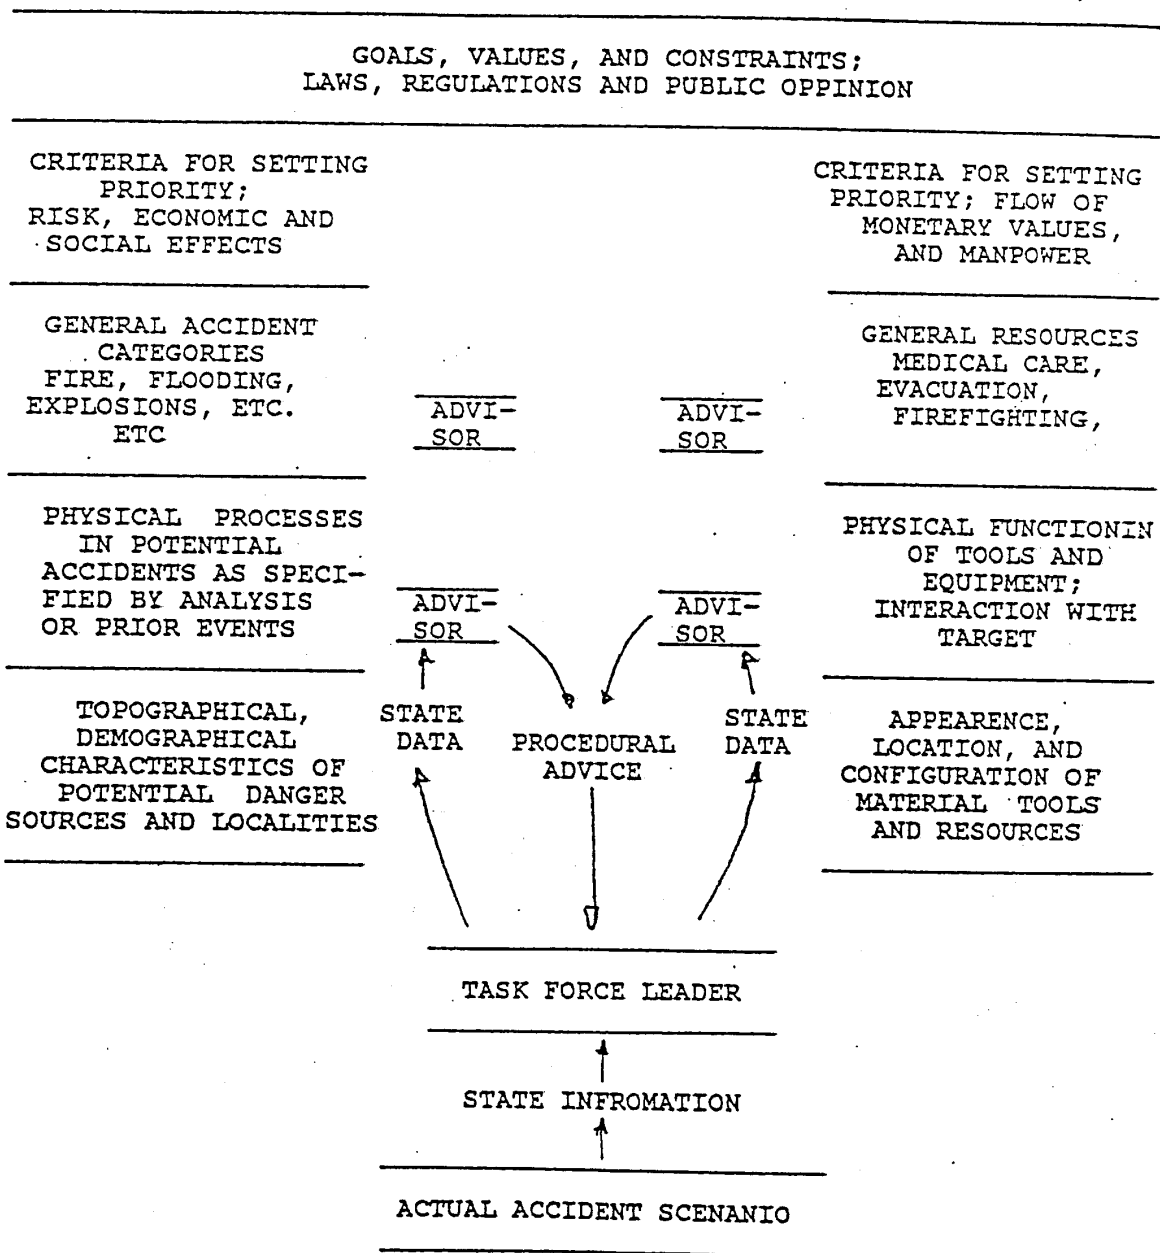 GOALS, VALUES, AND CONSTRAINTS;
LAWS, REGULATIONS AND PUBLIC OPPINION
CRITERIA FOR SETTING
PRIORITY;
RISK, ECONOMIC AND
SOCIAL EFFECTS
CRITERIA FOR SETTING
PRIORITY; FLOW OF
MONETARY VALUES,
AND MANPOWER
GENERAL ACCIDENT
CATEGORIES
FIRE, FLOODING,
EXPLOSIONS, ETC.
ETC
ADVI-
SOR
ADVI-
SOR
GENERAL RESOURCES
MEDICAL CARE,
EVACUATION,
FIREFIGHTING,
PHYSICAL PROCESSES
IN POTENTIAL
ACCIDENTS AS SPECI-
FIED BY ANALYSIS
OR PRIOR EVENTS
ADVI-
SOR
ADVI-
SOR
PHYSICAL FUNCTIONIN
OF TOOLS AND
EQUIPMENT;
INTERACTION WITH
TARGET
TOPOGRAPHICAL,
DEMOGRAPHICAL
CHARACTERISTICS OF
POTENTIAL DANGER
SOURCES AND LOCALITIES
STATE
DATA
PROCEDURAL
ADVICE
STATE
DATA
APPEARENCE,
LOCATION, AND
CONFIGURATION OF
MATERIAL TOOLS
AND RESOURCES
TASK FORCE LEADER
STATE INFROMATION
ACTUAL ACCIDENT SCENANIO